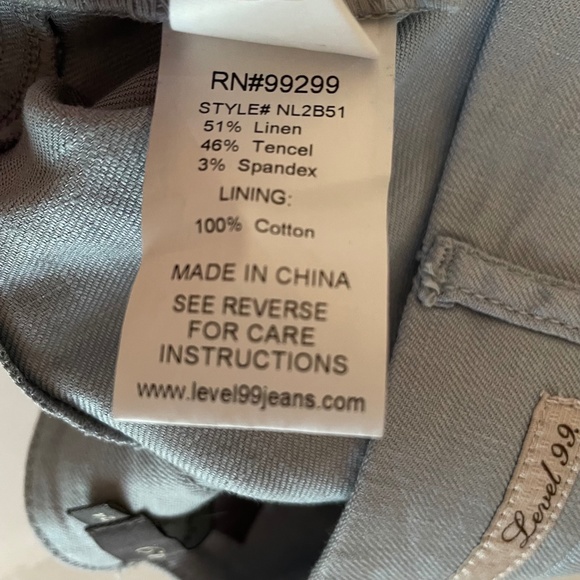 RN#99299
STYLE# NL2B51
51% Linen
46% Tencel
3% Spandex
LINING:
100% Cotton
MADE IN CHINA
SEE REVERSE
FOR CARE
INSTRUCTIONS
www.level99jeans.com
Level 99.